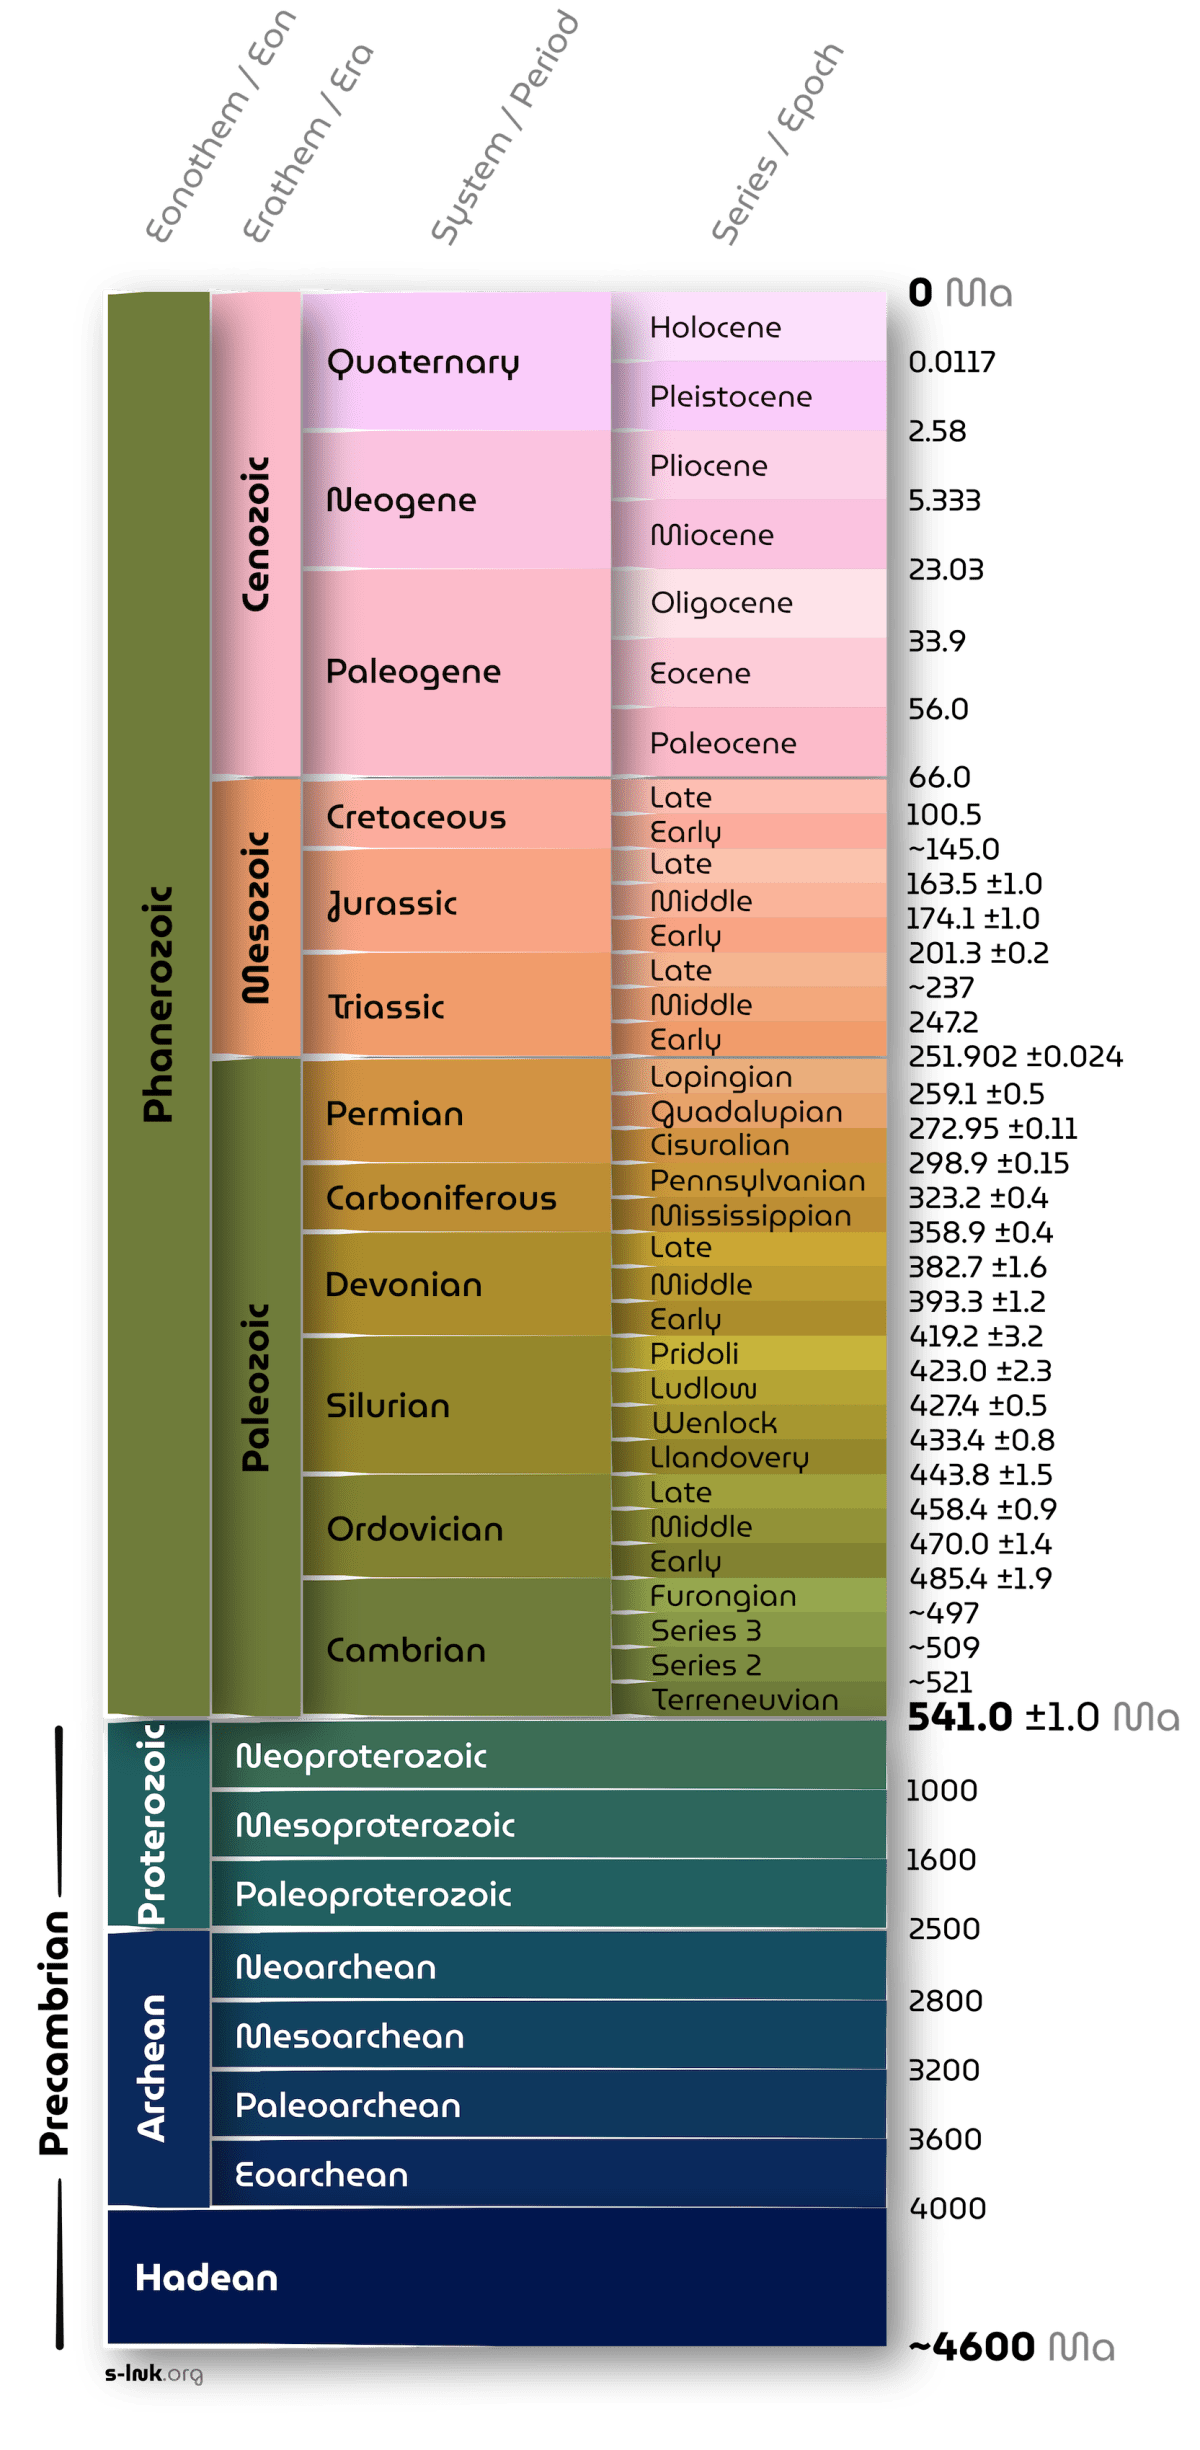 Eonothem / Eon
Erathem / Era
System / Period
Series / Epoch
0 Ma
Quaternary
Holocene
0.0117
Pleistocene
2.58
Cenozoic
Neogene
Pliocene
5.333
Miocene
23.03
Paleogene
Oligocene
33.9
Eocene
56.0
Paleocene
66.0
Phanerozoic
Mesozoic
Cretaceous
Late
100.5
Early
~145.0
Jurassic
Late
163.5 ±1.0
Middle
174.1 ±1.0
Early
201.3 ±0.2
Triassic
Late
~237
Middle
247.2
Early
251.902 ±0.024
Paleozoic
Permian
Lopingian
259.1 ±0.5
Guadalupian
272.95 ±0.11
Cisuralian
298.9 ±0.15
Carboniferous
Pennsylvanian
323.2 ±0.4
Mississippian
358.9 ±0.4
Devonian
Late
382.7 ±1.6
Middle
393.3 ±1.2
Early
419.2 ±3.2
Silurian
Pridoli
423.0 ±2.3
Ludlow
427.4 ±0.5
Wenlock
433.4 ±0.8
Llandovery
443.8 ±1.5
Ordovician
Late
458.4 ±0.9
Middle
470.0 ±1.4
Early
485.4 ±1.9
Cambrian
Furongian
~497
Series 3
~509
Series 2
~521
Terreneuvian
541.0 ±1.0 Ma
Precambrian
Proterozoic
Neoproterozoic
1000
Mesoproterozoic
1600
Paleoproterozoic
2500
Archean
Neoarchean
2800
Mesoarchean
3200
Paleoarchean
3600
Eoarchean
4000
Hadean
~4600 Ma
s-lnk.org